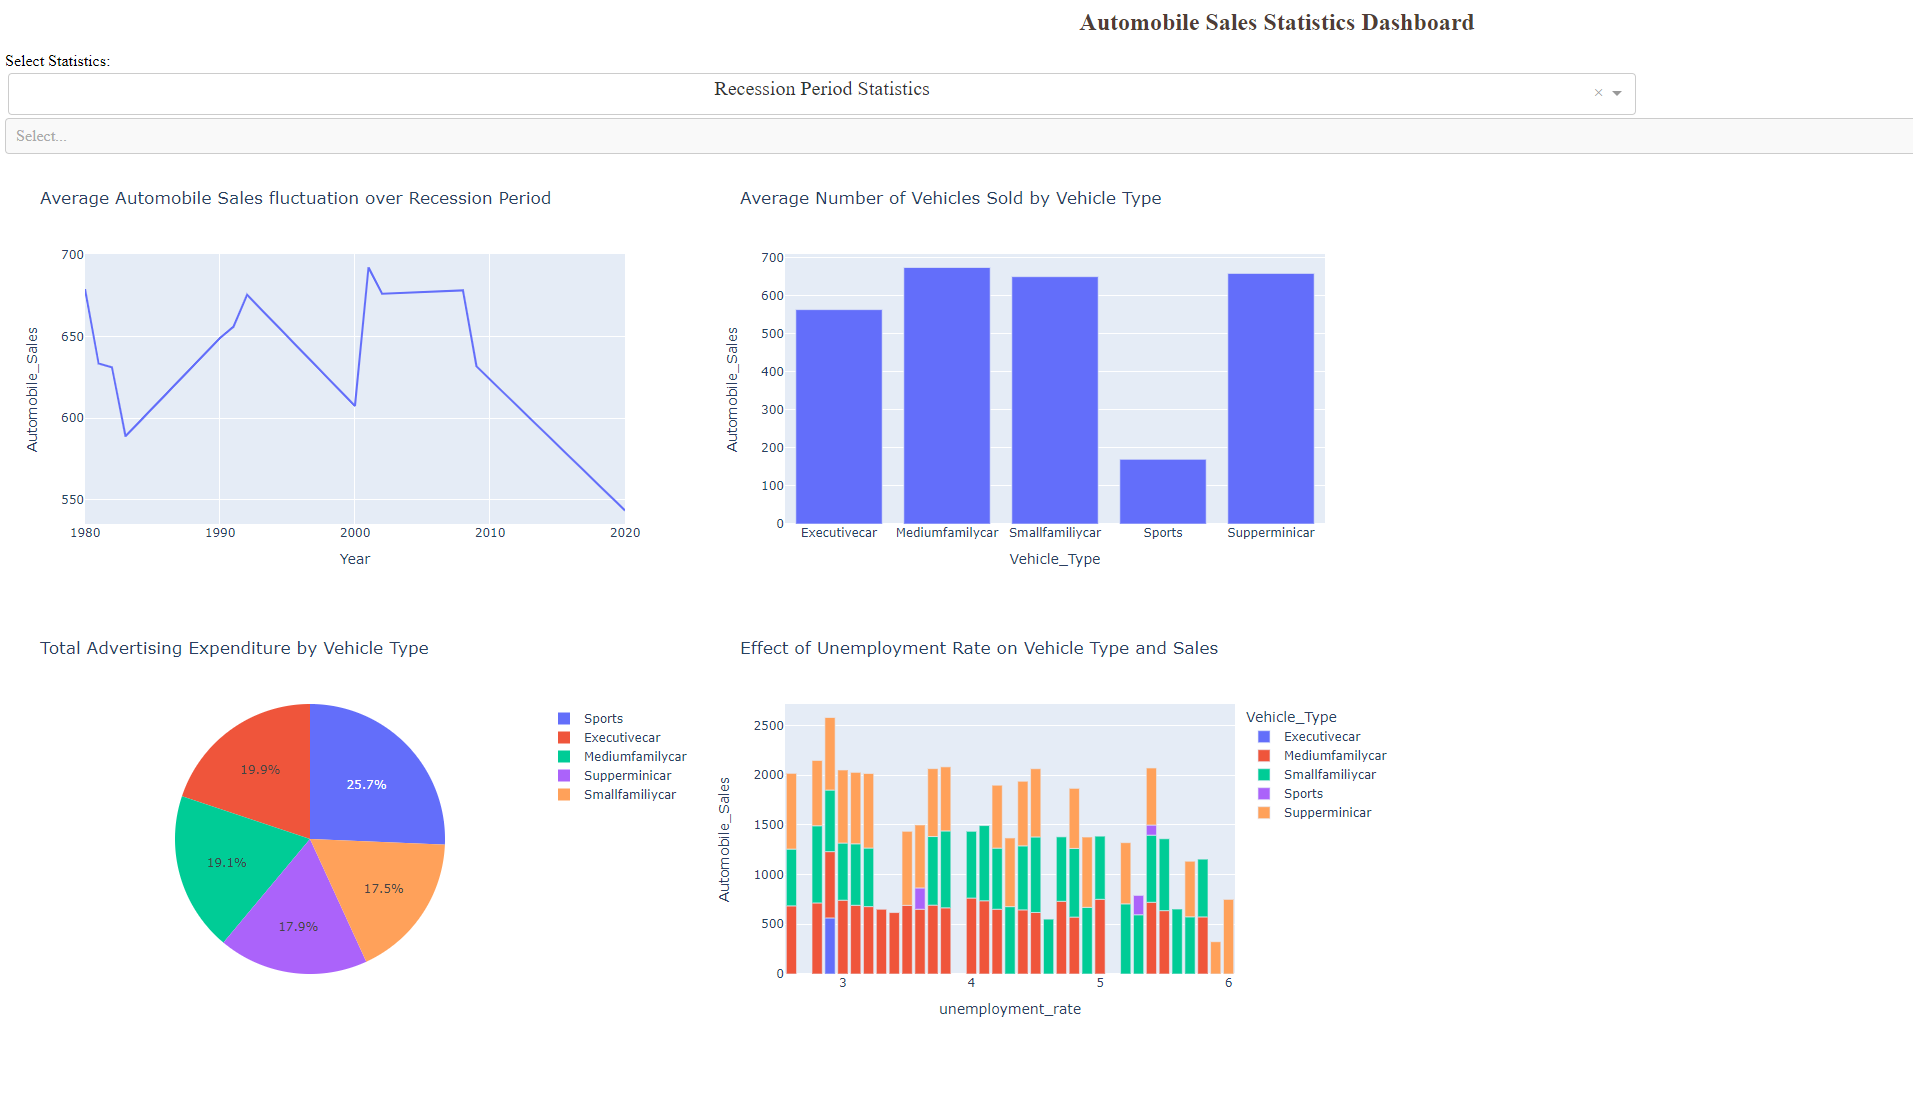 Automobile Sales Statistics Dashboard
Select Statistics:
Recession Period Statistics
×
Select...
Average Automobile Sales fluctuation over Recession Period
700
650
600
550
Automobile_Sales
1980 1990 2000 2010 2020
Year
Average Number of Vehicles Sold by Vehicle Type
700
600
500
400
300
200
100
0
Automobile_Sales
Executivecar Mediumfamilycar Smallfamiliycar Sports Supperminicar
Vehicle_Type
Total Advertising Expenditure by Vehicle Type
25.7%
19.9%
19.1%
17.9%
17.5%
Sports
Executivecar
Mediumfamilycar
Supperminicar
Smallfamiliycar
Effect of Unemployment Rate on Vehicle Type and Sales
2500
2000
1500
1000
500
0
Automobile_Sales
3 4 5 6
unemployment_rate
Vehicle_Type
Executivecar
Mediumfamilycar
Smallfamiliycar
Sports
Supperminicar